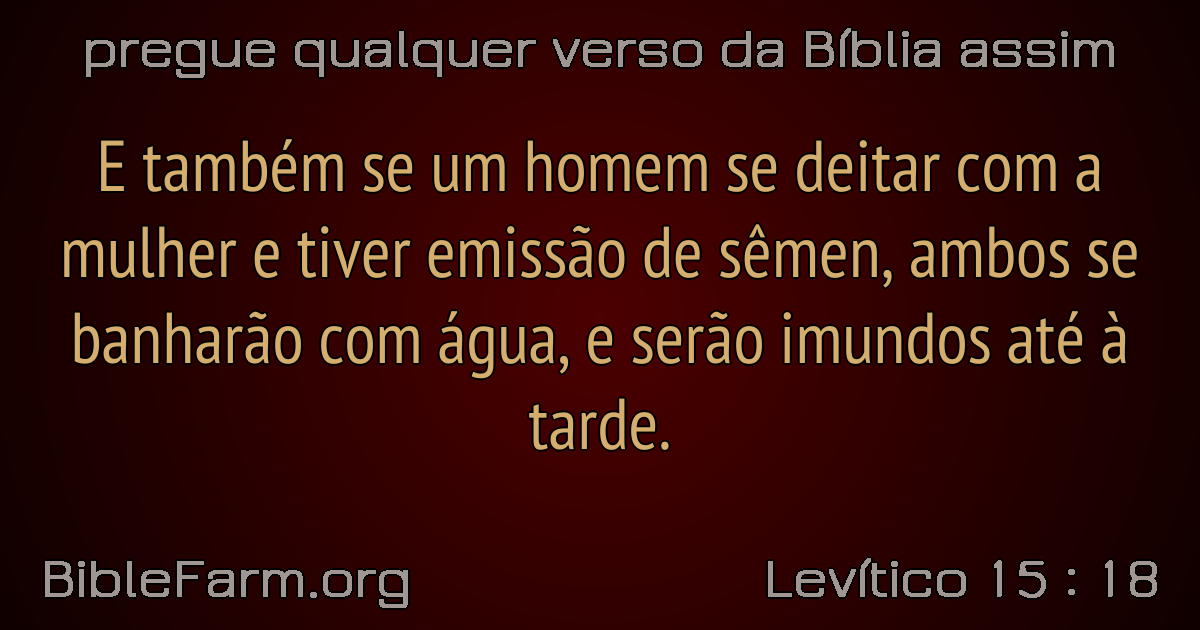 pregue qualquer verso da Bíblia assim
E também se um homem se deitar com a
mulher e tiver emissão de sêmen, ambos se
banharão com água, e serão imundos até à
tarde.
BibleFarm.org
Levítico 15 : 18